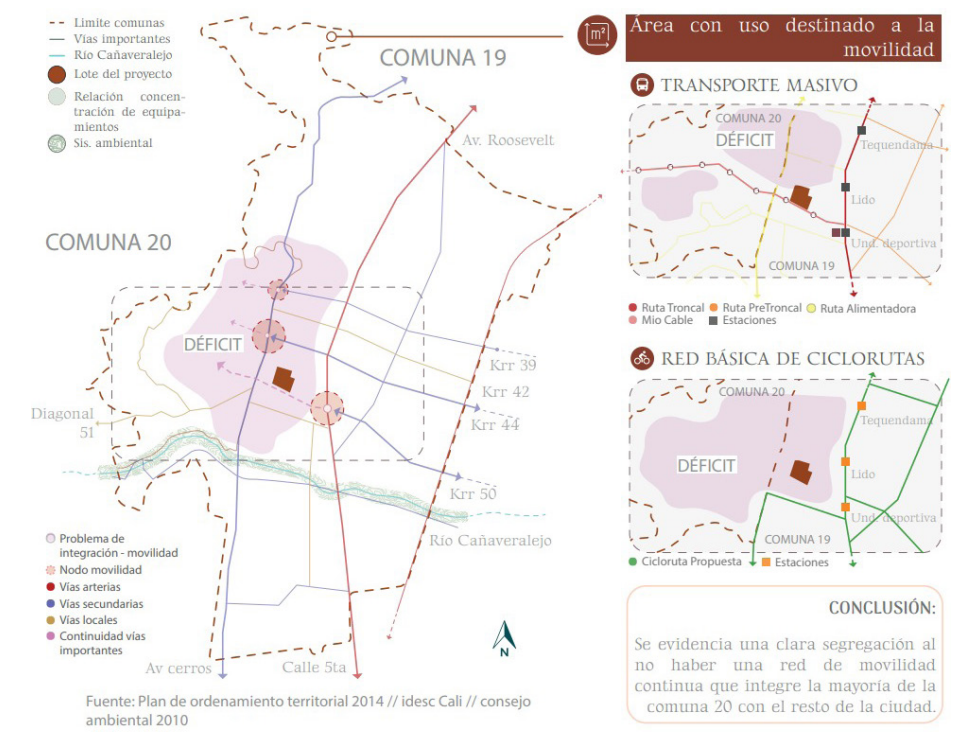 Limite comunas
Vías importantes
Río Cañaveralejo
Lote del proyecto
Relación concen-
tración de equipa-
mientos
Sis. ambiental
COMUNA 19
Av. Roosevelt
COMUNA 20
DÉFICIT
Krr 39
Krr 42
Krr 44
Diagonal
51
Krr 50
Río Cañaveralejo
Problema de
integración - movilidad
Nodo movilidad
Vías arterias
Vías secundarias
Vías locales
Continuidad vías
importantes
N
Av cerros
Calle 5ta
Fuente: Plan de ordenamiento territorial 2014 // idesc Cali // consejo
ambiental 2010
m²
Área con uso destinado a la
movilidad
TRANSPORTE MASIVO
COMUNA 20
DÉFICIT
Tequendama
Lido
Und. deportiva
COMUNA 19
Ruta Troncal
Ruta PreTroncal
Ruta Alimentadora
Mio Cable
Estaciones
RED BÁSICA DE CICLORUTAS
COMUNA 20
Tequendama
DÉFICIT
Lido
Und. deportiva
COMUNA 19
Cicloruta Propuesta
Estaciones
CONCLUSIÓN:
Se evidencia una clara segregación al
no haber una red de movilidad
continua que integre la mayoría de la
comuna 20 con el resto de la ciudad.